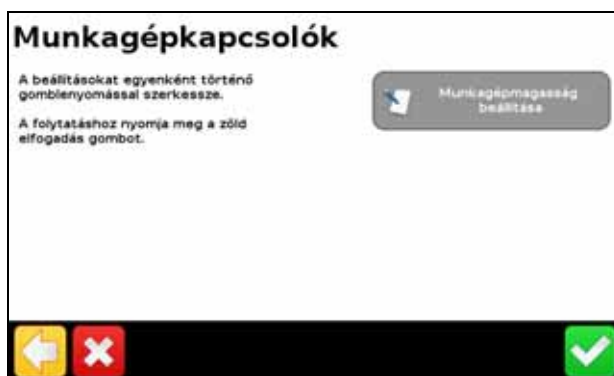 Munkagépkapcsolók
A beállításokat egyenként történő
gomblenyomással szerkessze.
A folytatáshoz nyomja meg a zöld
elfogadás gombot.
Munkagépmagasság
beállítása